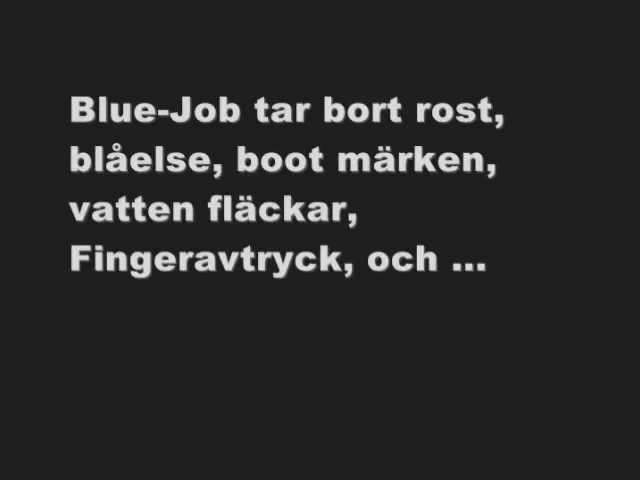 Blue-Job tar bort rost,
blåelse, boot märken,
vatten fläckar,
Fingeravtryck, och ...